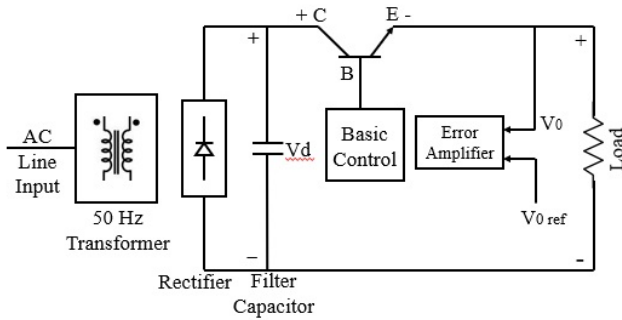 + C
E -
+
+
B
AC
Line
Input
Vd
Basic
Control
Error
Amplifier
V0
Load
V0 ref
50 Hz
Transformer
–
-
Rectifier
Filter
Capacitor